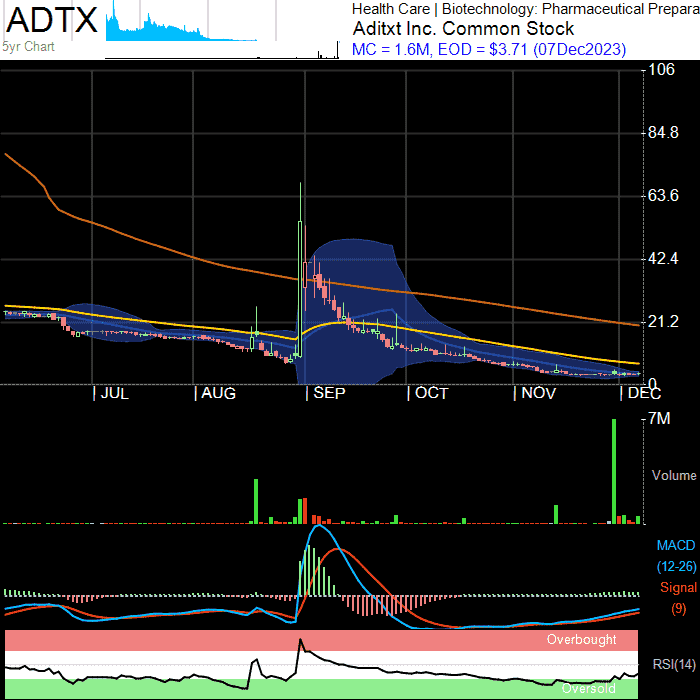 ADTX
5yr Chart
Health Care | Biotechnology: Pharmaceutical Prepara
Aditxt Inc. Common Stock
MC = 1.6M, EOD = $3.71 (07Dec2023)
106
84.8
63.6
42.4
21.2
0
| JUL | AUG | SEP | OCT | NOV | DEC
7M
Volume
MACD
(12-26)
Signal
(9)
Overbought
RSI(14)
Oversold